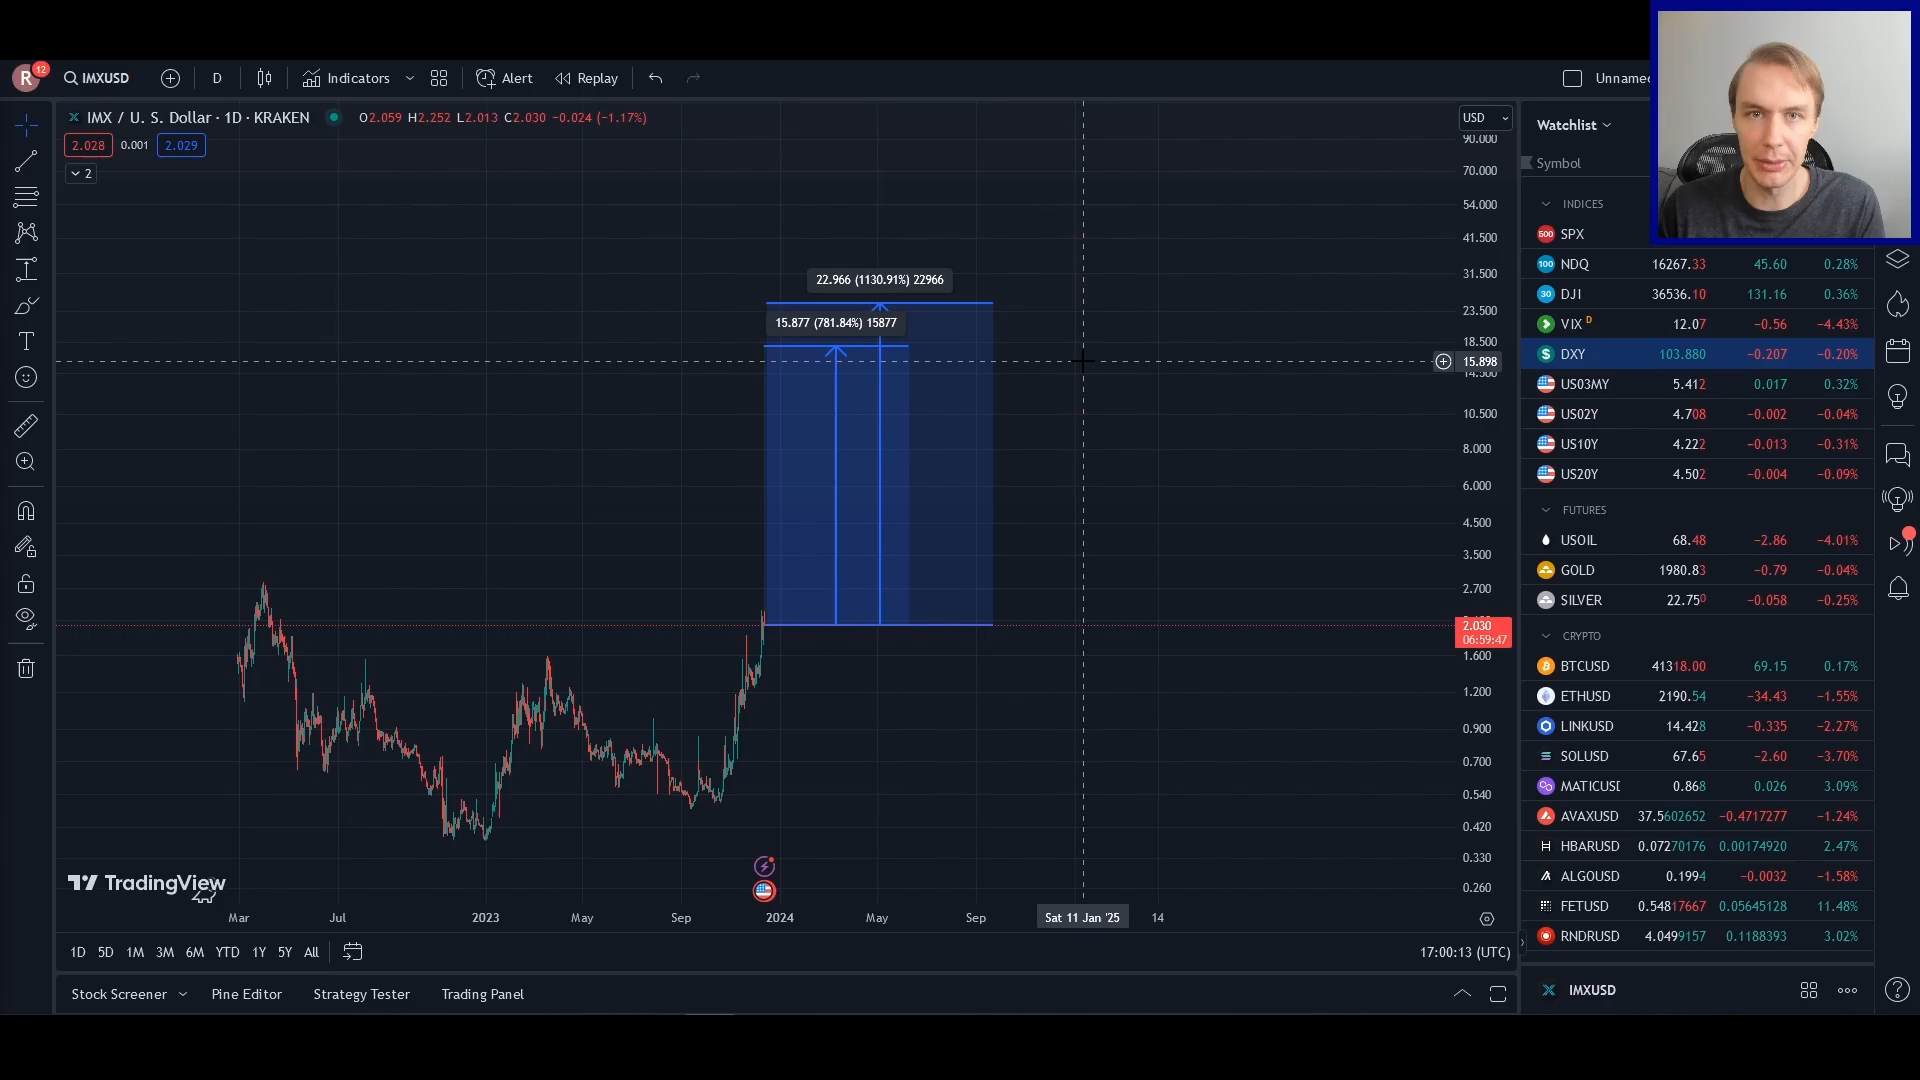 R 12 IMXUSD D Indicators Alert Replay Unnamed
IMX / U. S. Dollar · 1D · KRAKEN O2.059 H2.252 L2.013 C2.030 −0.024 (−1.17%)
2.028 0.001 2.029
2
USD
90.000
70.000
54.000
41.500
31.500
23.500
18.500
15.898
14.500
10.500
8.000
6.000
4.500
3.500
2.700
2.030
06:59:47
1.600
1.200
0.900
0.700
0.540
0.420
0.330
0.260
22.966 (1130.91%) 22966
15.877 (781.84%) 15877
TradingView
Mar Jul 2023 May Sep 2024 May Sep Sat 11 Jan '25 14
1D 5D 1M 3M 6M YTD 1Y 5Y All 17:00:13 (UTC)
Stock Screener Pine Editor Strategy Tester Trading Panel
Watchlist
Symbol
INDICES
500 SPX
100 NDQ 16267.33 45.60 0.28%
30 DJI 36536.10 131.16 0.36%
VIX D 12.07 −0.56 −4.43%
$ DXY 103.880 −0.207 −0.20%
US03MY 5.412 0.017 0.32%
US02Y 4.708 −0.002 −0.04%
US10Y 4.222 −0.013 −0.31%
US20Y 4.502 −0.004 −0.09%
FUTURES
USOIL 68.48 −2.86 −4.01%
GOLD 1980.83 −0.79 −0.04%
SILVER 22.750 −0.058 −0.25%
CRYPTO
BTCUSD 41318.00 69.15 0.17%
ETHUSD 2190.54 −34.43 −1.55%
LINKUSD 14.428 −0.335 −2.27%
SOLUSD 67.65 −2.60 −3.70%
MATICUSD 0.868 0.026 3.09%
AVAXUSD 37.5602652 −0.4717277 −1.24%
HBARUSD 0.07270176 0.00174920 2.47%
ALGOUSD 0.1994 −0.0032 −1.58%
FETUSD 0.54817667 0.05645128 11.48%
RNDRUSD 4.0499157 0.1188393 3.02%
IMXUSD